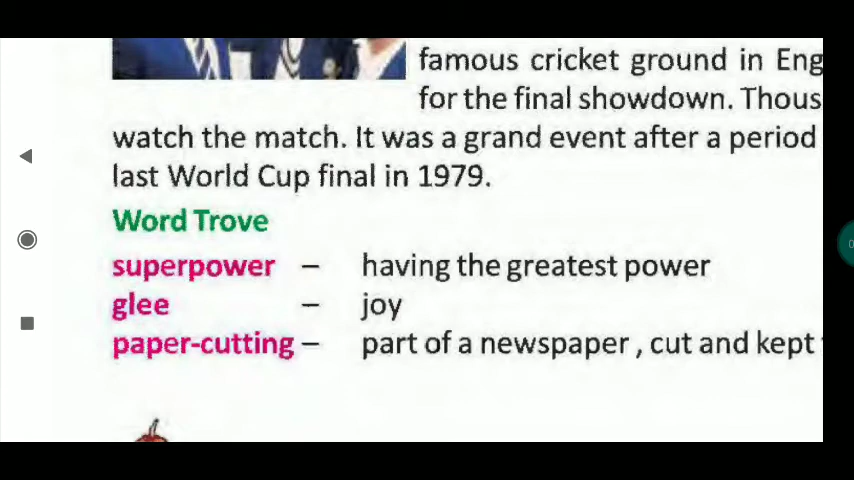 famous cricket ground in Eng
for the final showdown. Thous
watch the match. It was a grand event after a period
last World Cup final in 1979.
Word Trove
superpower – having the greatest power
glee – joy
paper-cutting – part of a newspaper , cut and kept